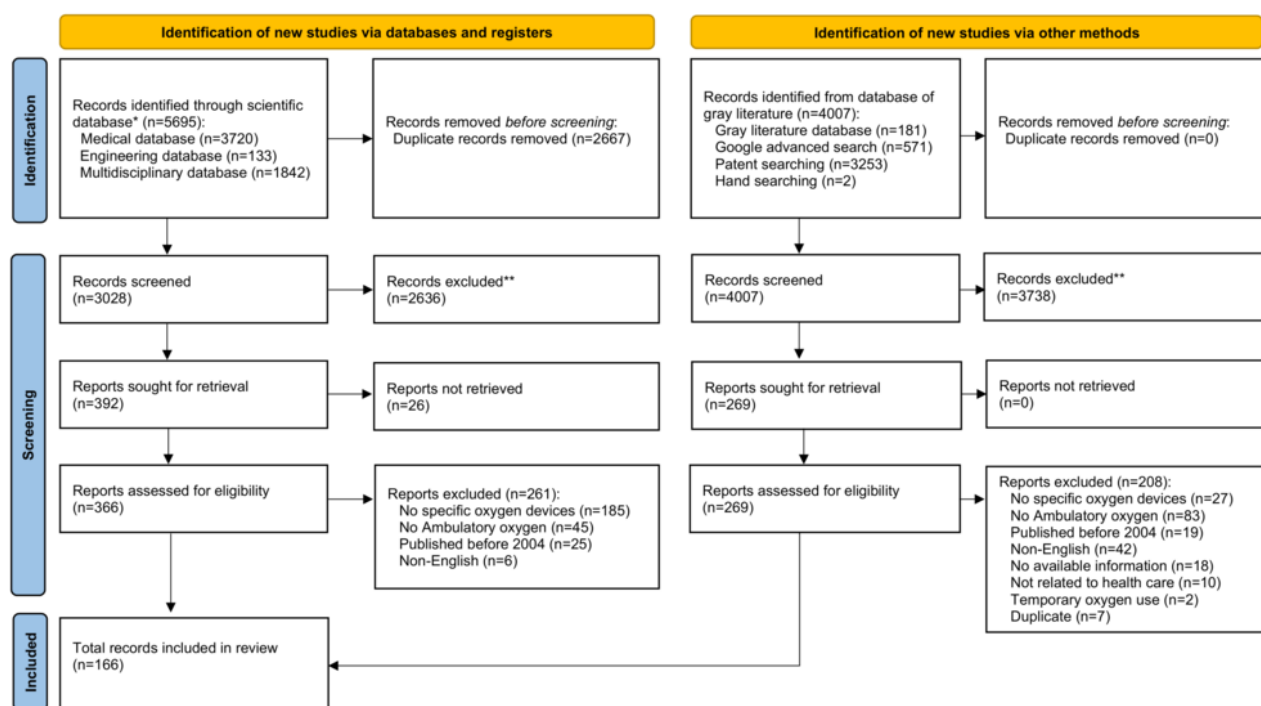 Identification of new studies via databases and registers
Identification of new studies via other methods
Identification
Records identified through scientific
database* (n=5695):
Medical database (n=3720)
Engineering database (n=133)
Multidisciplinary database (n=1842)
Records removed before screening:
Duplicate records removed (n=2667)
Records identified from database of
gray literature (n=4007):
Gray literature database (n=181)
Google advanced search (n=571)
Patent searching (n=3253)
Hand searching (n=2)
Records removed before screening:
Duplicate records removed (n=0)
Screening
Records screened
(n=3028)
Records excluded**
(n=2636)
Records screened
(n=4007)
Records excluded**
(n=3738)
Reports sought for retrieval
(n=392)
Reports not retrieved
(n=26)
Reports sought for retrieval
(n=269)
Reports not retrieved
(n=0)
Reports assessed for eligibility
(n=366)
Reports excluded (n=261):
No specific oxygen devices (n=185)
No Ambulatory oxygen (n=45)
Published before 2004 (n=25)
Non-English (n=6)
Reports assessed for eligibility
(n=269)
Reports excluded (n=208):
No specific oxygen devices (n=27)
No Ambulatory oxygen (n=83)
Published before 2004 (n=19)
Non-English (n=42)
No available information (n=18)
Not related to health care (n=10)
Temporary oxygen use (n=2)
Duplicate (n=7)
Included
Total records included in review
(n=166)